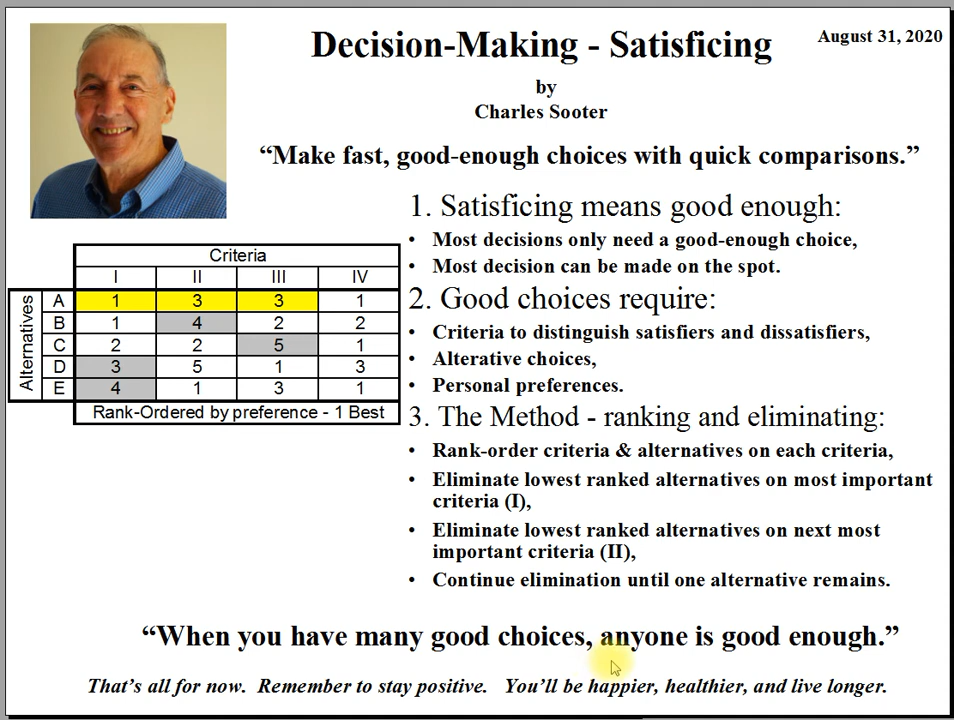 Decision-Making - Satisficing
August 31, 2020
by
Charles Sooter
“Make fast, good-enough choices with quick comparisons.”
Criteria
I II III IV
Alternatives
A 1 3 3 1
B 1 4 2 2
C 2 2 5 1
D 3 5 1 3
E 4 1 3 1
Rank-Ordered by preference - 1 Best
1. Satisficing means good enough:
• Most decisions only need a good-enough choice,
• Most decision can be made on the spot.
2. Good choices require:
• Criteria to distinguish satisfiers and dissatisfiers,
• Alterative choices,
• Personal preferences.
3. The Method - ranking and eliminating:
• Rank-order criteria & alternatives on each criteria,
• Eliminate lowest ranked alternatives on most important
criteria (I),
• Eliminate lowest ranked alternatives on next most
important criteria (II),
• Continue elimination until one alternative remains.
“When you have many good choices, anyone is good enough.”
That’s all for now. Remember to stay positive. You’ll be happier, healthier, and live longer.